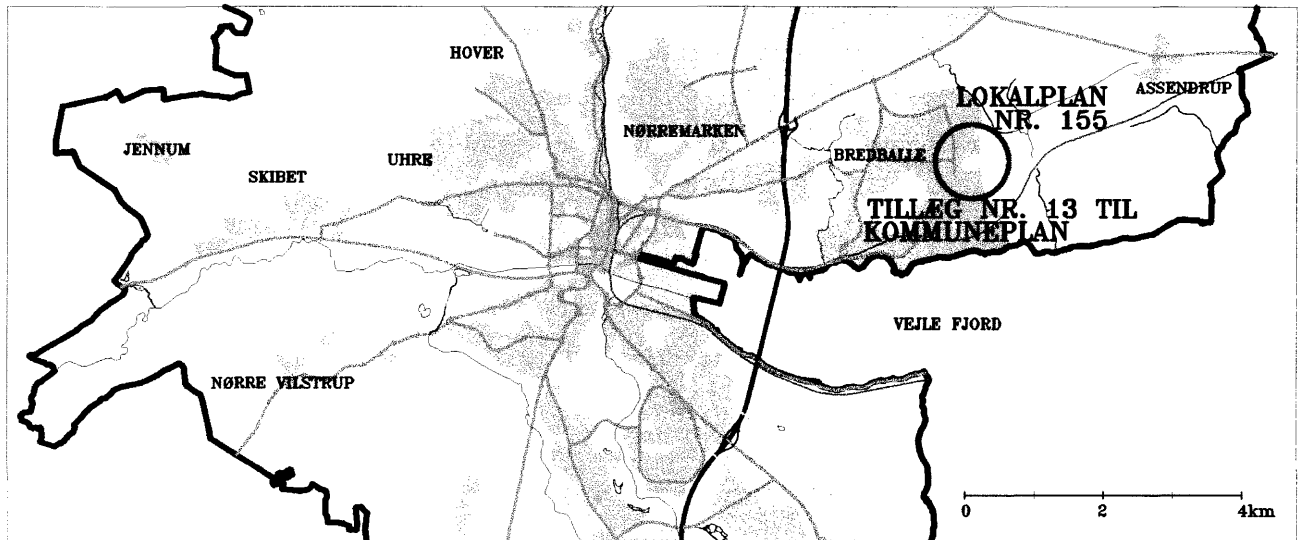 HOVER
NØRREMARKEN
LOKALPLAN
NR. 155
ASSENDRUP
JENNUM
UHRE
BREDBALLE
SKIBET
TILLÆG NR. 13 TIL
KOMMUNEPLAN
VEJLE FJORD
NØRRE VILSTRUP
0 2 4km